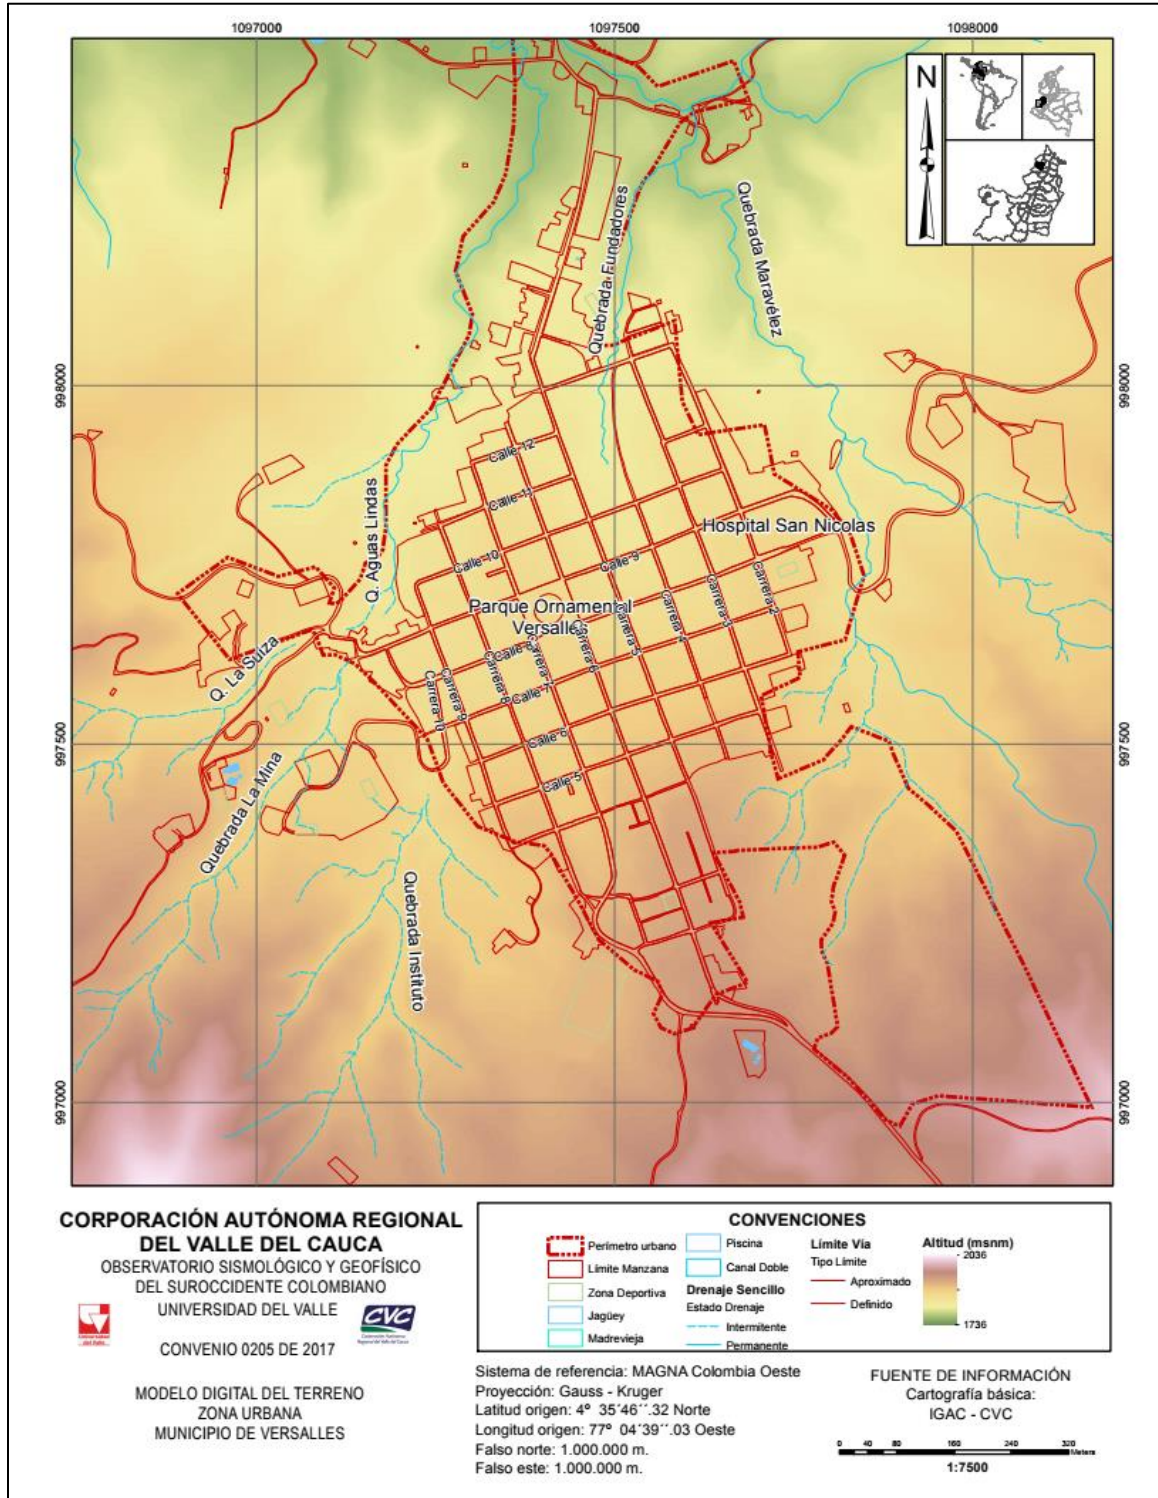 1097000
1097500
1098000
N
Quebrada Fundadores
Quebrada Maravélez
998000
998000
Calle 12
Calle 11
Q. Aguas Lindas
Hospital San Nicolas
Calle 10
Calle 9
Carrera 2
Carrera 3
Carrera 4
Parque Ornamental
Versalles
Carrera 5
Carrera 6
Carrera 7
Calle 8
Carrera 8
Carrera 9
Carrera 10
Calle 7
Q. La Suiza
Calle 6
997500
997500
Calle 5
Quebrada La Mina
Quebrada Instituto
997000
997000
CORPORACIÓN AUTÓNOMA REGIONAL
DEL VALLE DEL CAUCA
OBSERVATORIO SISMOLÓGICO Y GEOFÍSICO
DEL SUROCCIDENTE COLOMBIANO
UNIVERSIDAD DEL VALLE
Universidad
del Valle
CVC
CONVENIO 0205 DE 2017
MODELO DIGITAL DEL TERRENO
ZONA URBANA
MUNICIPIO DE VERSALLES
CONVENCIONES
Perímetro urbano
Límite Manzana
Zona Deportiva
Jagüey
Madrevieja
Piscina
Canal Doble
Drenaje Sencillo
Estado Drenaje
Intermitente
Permanente
Límite Vía
Tipo Límite
Aproximado
Definido
Altitud (msnm)
2036
1736
Sistema de referencia: MAGNA Colombia Oeste
Proyección: Gauss - Kruger
Latitud origen: 4º 35´46´´.32 Norte
Longitud origen: 77º 04´39´´.03 Oeste
Falso norte: 1.000.000 m.
Falso este: 1.000.000 m.
FUENTE DE INFORMACIÓN
Cartografía básica:
IGAC - CVC
0 40 80 160 240 320
Meters
1:7500